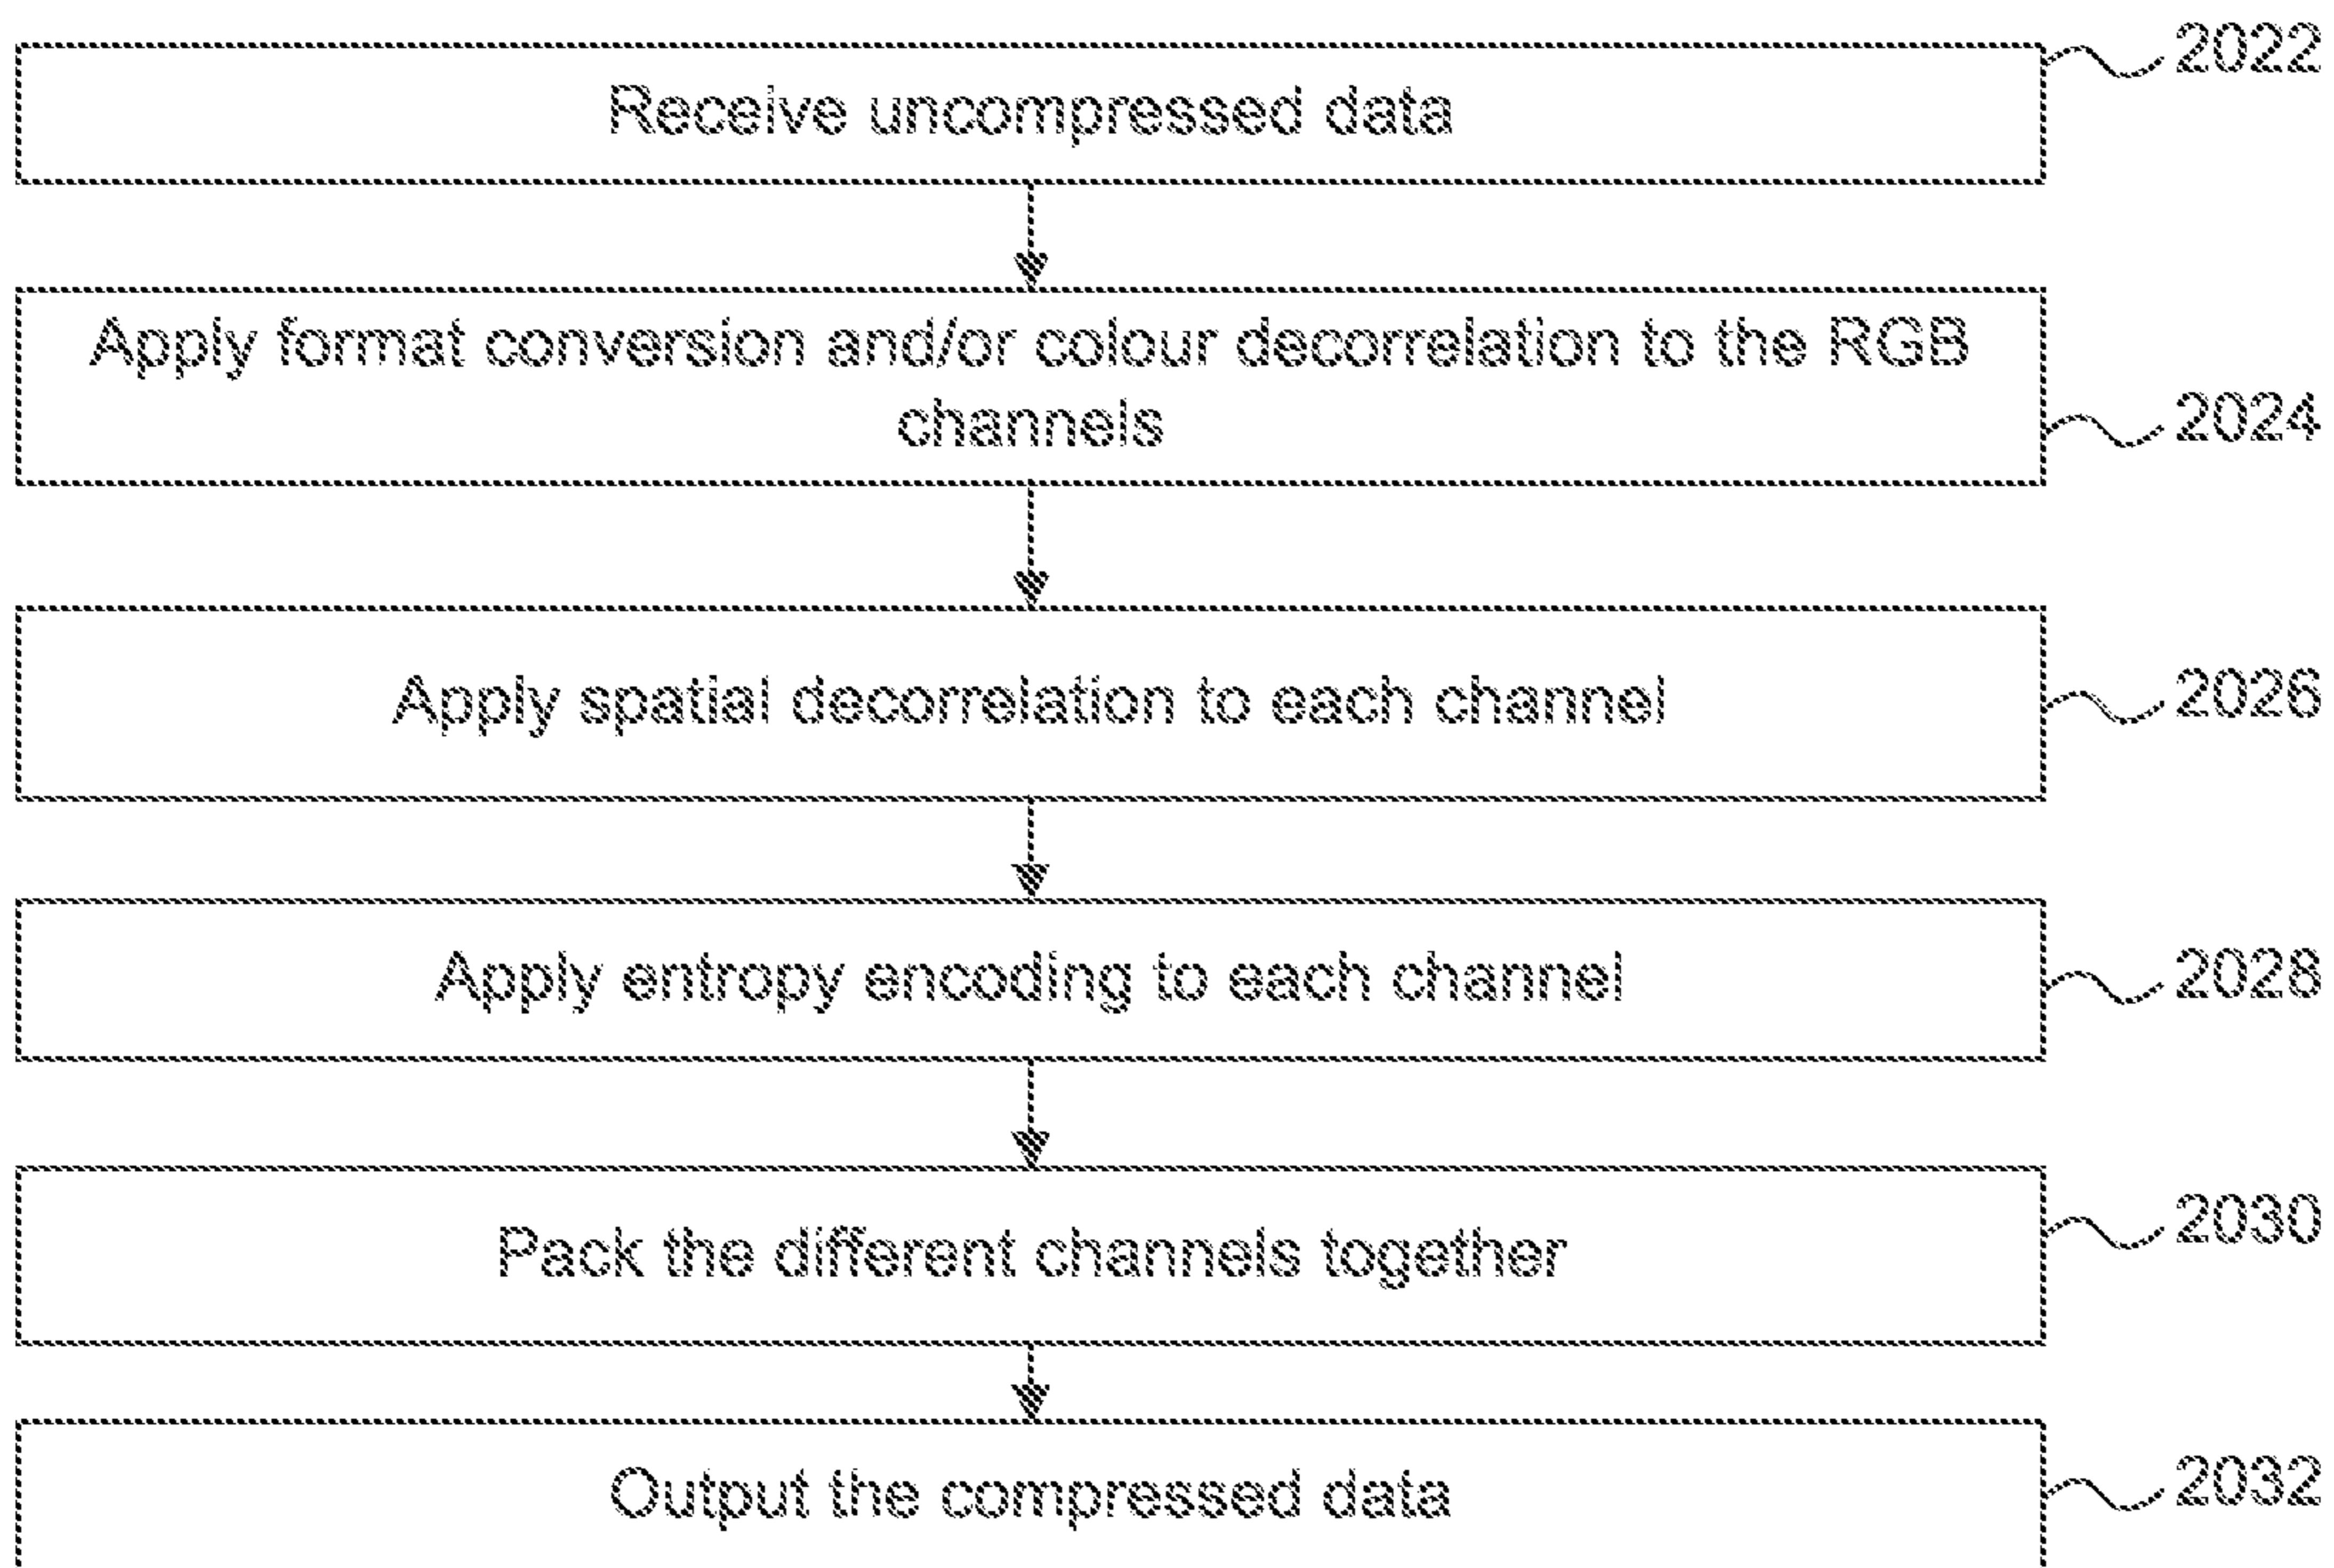 Receive uncompressed data
2022
Apply format conversion and/or colour decorrelation to the RGB
channels
2024
Apply spatial decorrelation to each channel
2026
Apply entropy encoding to each channel
2028
Pack the different channels together
2030
Output the compressed data
2032